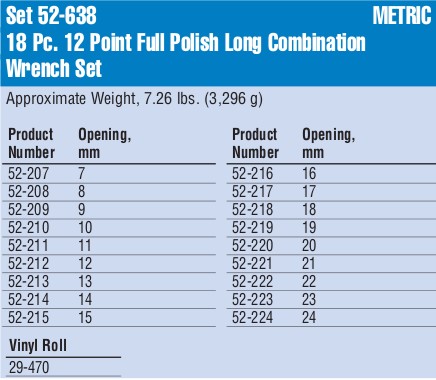 Set 52-638 METRIC
18 Pc. 12 Point Full Polish Long Combination
Wrench Set
Approximate Weight, 7.26 lbs. (3,296 g)
Product Opening,
Number mm
52-207 7
52-208 8
52-209 9
52-210 10
52-211 11
52-212 12
52-213 13
52-214 14
52-215 15
Product Opening,
Number mm
52-216 16
52-217 17
52-218 18
52-219 19
52-220 20
52-221 21
52-222 22
52-223 23
52-224 24
Vinyl Roll
29-470